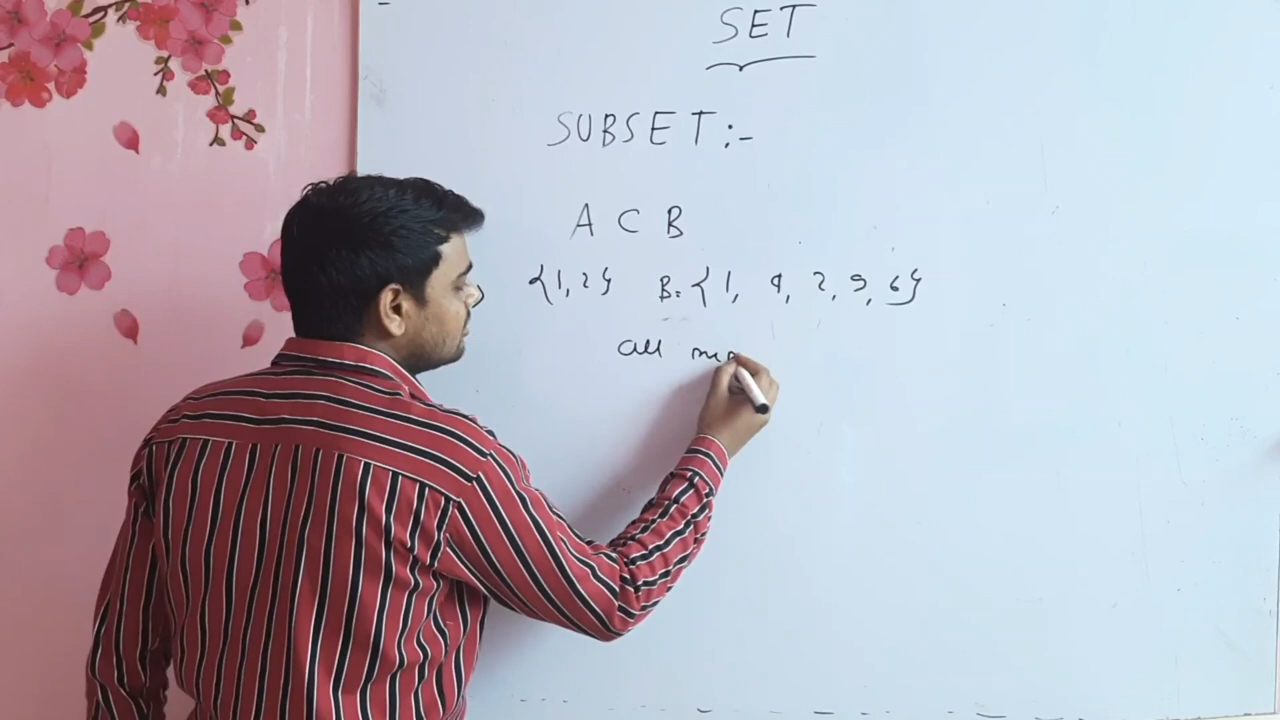 SET
SUBSET :-
A ⊂ B
{1, 2} B = {1, 4, 2, 5, 6}
all